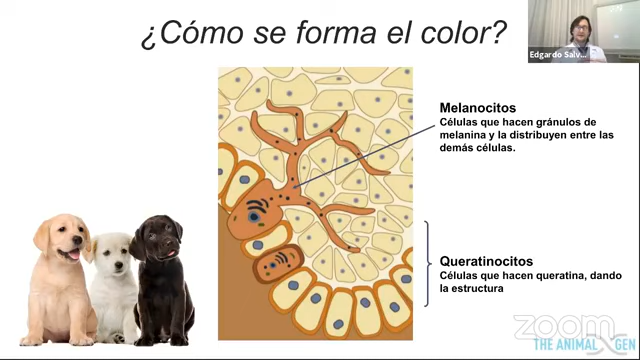 ¿Cómo se forma el color?
Edgardo Salv...
Melanocitos
Células que hacen gránulos de
melanina y la distribuyen entre las
demás células.
Queratinocitos
Células que hacen queratina, dando
la estructura
zoom
THE ANIMAL GEN